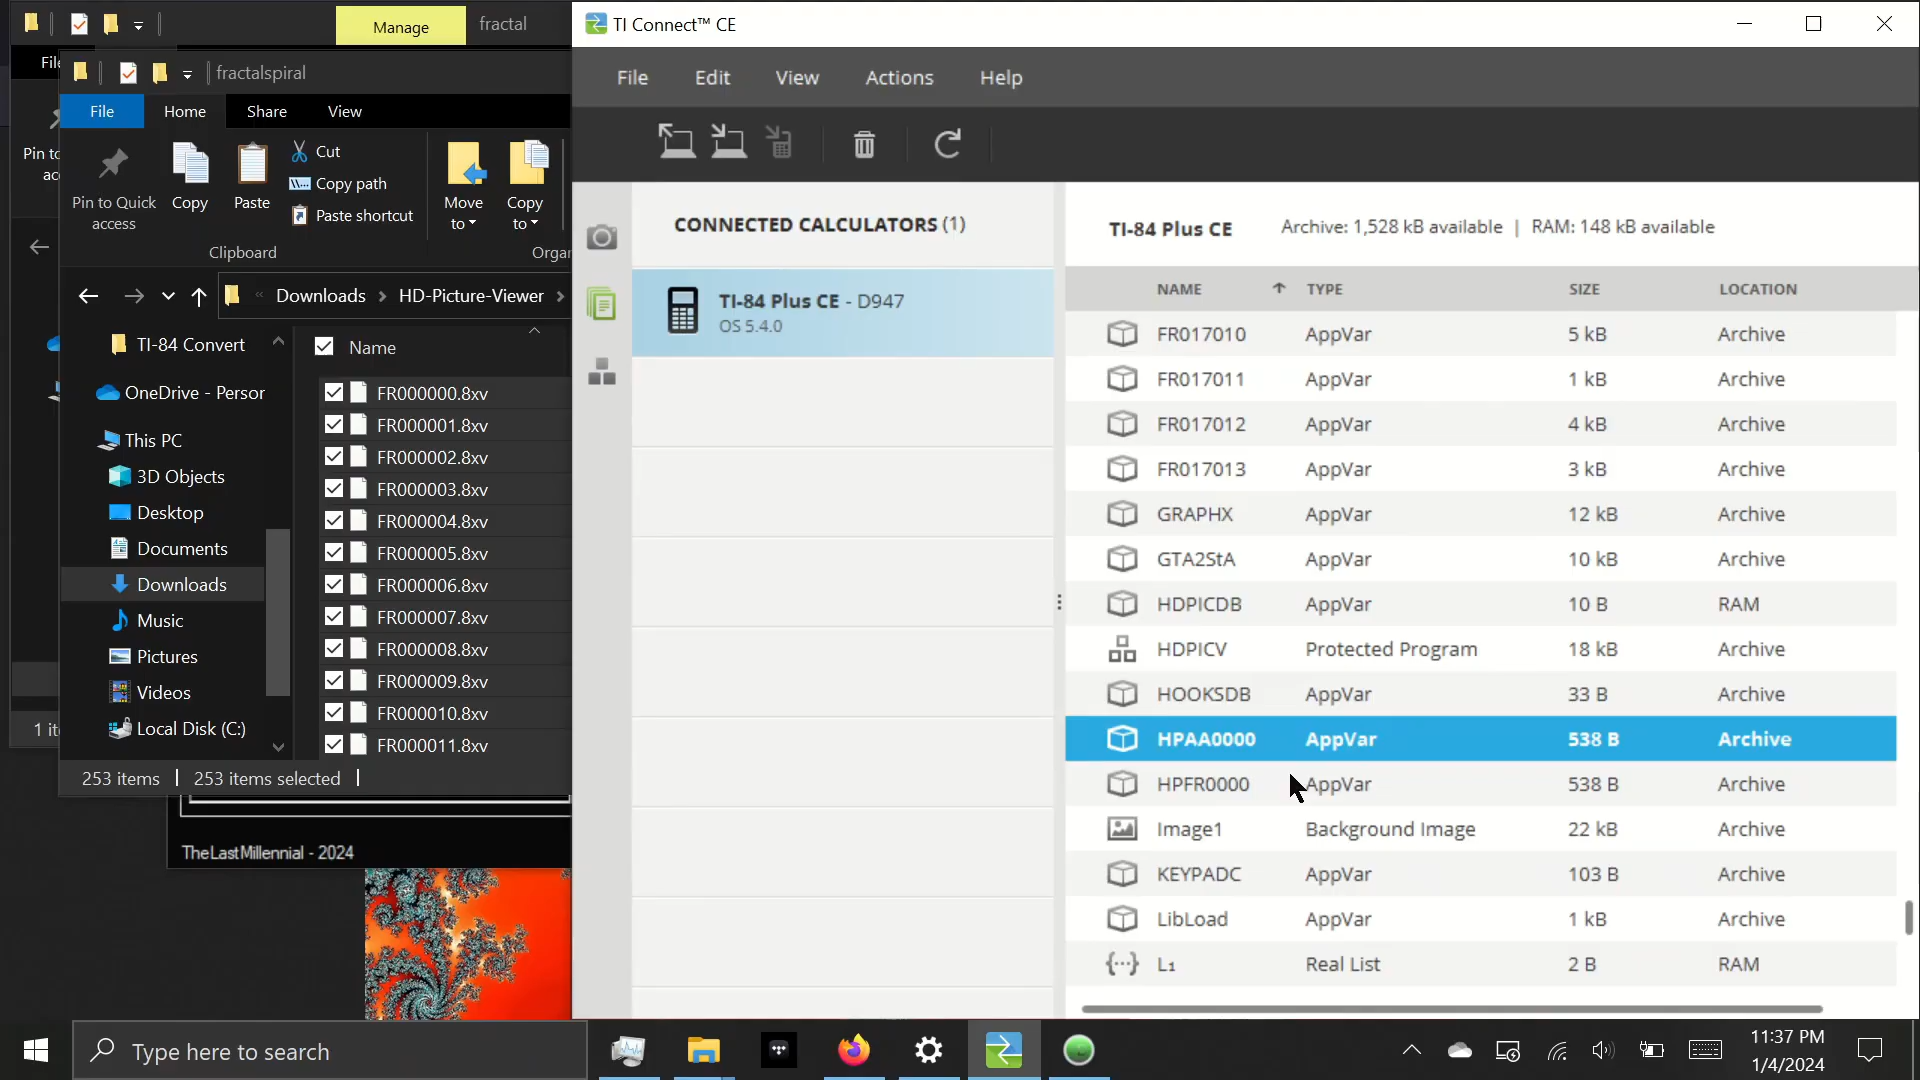 Manage
fractal
TI Connect™ CE
File
fractalspiral
File
Home
Share
View
File
Edit
View
Actions
Help
Pin to
ac
Pin to Quick
access
Copy
Paste
Cut
Copy path
Paste shortcut
Move
to
Copy
to
Clipboard
Organ
« Downloads > HD-Picture-Viewer >
CONNECTED CALCULATORS (1)
TI-84 Plus CE - D947
OS 5.4.0
TI-84 Plus CE
Archive: 1,528 kB available | RAM: 148 kB available
NAME TYPE SIZE LOCATION
FR017010 AppVar 5 kB Archive
FR017011 AppVar 1 kB Archive
FR017012 AppVar 4 kB Archive
FR017013 AppVar 3 kB Archive
GRAPHX AppVar 12 kB Archive
GTA2StA AppVar 10 kB Archive
HDPICDB AppVar 10 B RAM
HDPICV Protected Program 18 kB Archive
HOOKSDB AppVar 33 B Archive
HPAA0000 AppVar 538 B Archive
HPFR0000 AppVar 538 B Archive
Image1 Background Image 22 kB Archive
KEYPADC AppVar 103 B Archive
LibLoad AppVar 1 kB Archive
L₁ Real List 2 B RAM
TI-84 Convert
OneDrive - Person
This PC
3D Objects
Desktop
Documents
Downloads
Music
Pictures
Videos
Local Disk (C:)
Name
FR000000.8xv
FR000001.8xv
FR000002.8xv
FR000003.8xv
FR000004.8xv
FR000005.8xv
FR000006.8xv
FR000007.8xv
FR000008.8xv
FR000009.8xv
FR000010.8xv
FR000011.8xv
1 it
253 items | 253 items selected |
TheLastMillennial - 2024
Type here to search
11:37 PM
1/4/2024